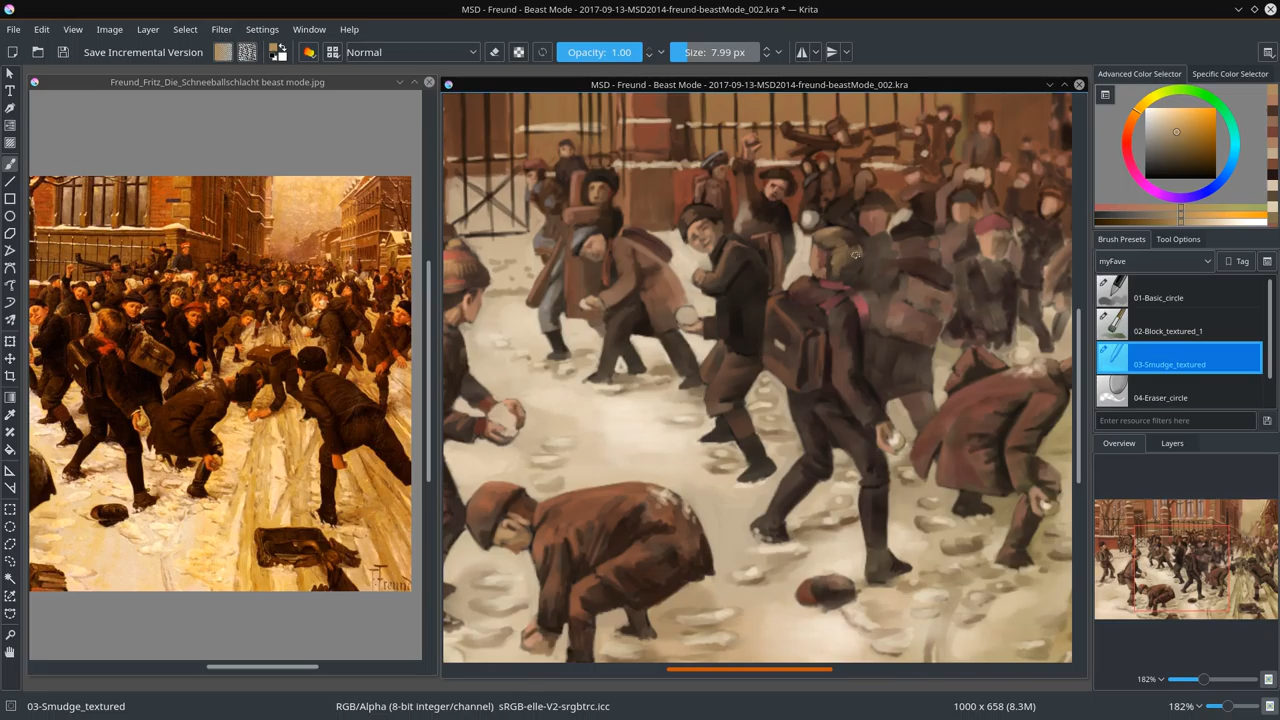 MSD - Freund - Beast Mode - 2017-09-13-MSD2014-freund-beastMode_002.kra * — Krita
File Edit View Image Layer Select Filter Settings Window Help
Save Incremental Version Normal Opacity: 1.00 Size: 7.99 px
Freund_Fritz_Die_Schneeballschlacht beast mode.jpg
MSD - Freund - Beast Mode - 2017-09-13-MSD2014-freund-beastMode_002.kra
Advanced Color Selector Specific Color Selector
Brush Presets Tool Options
myFave Tag
01-Basic_circle
02-Block_textured_1
03-Smudge_textured
04-Eraser_circle
Enter resource filters here
Overview Layers
Freund
182%
03-Smudge_textured RGB/Alpha (8-bit integer/channel) sRGB-elle-V2-srgbtrc.icc 1000 x 658 (8.3M) 182%